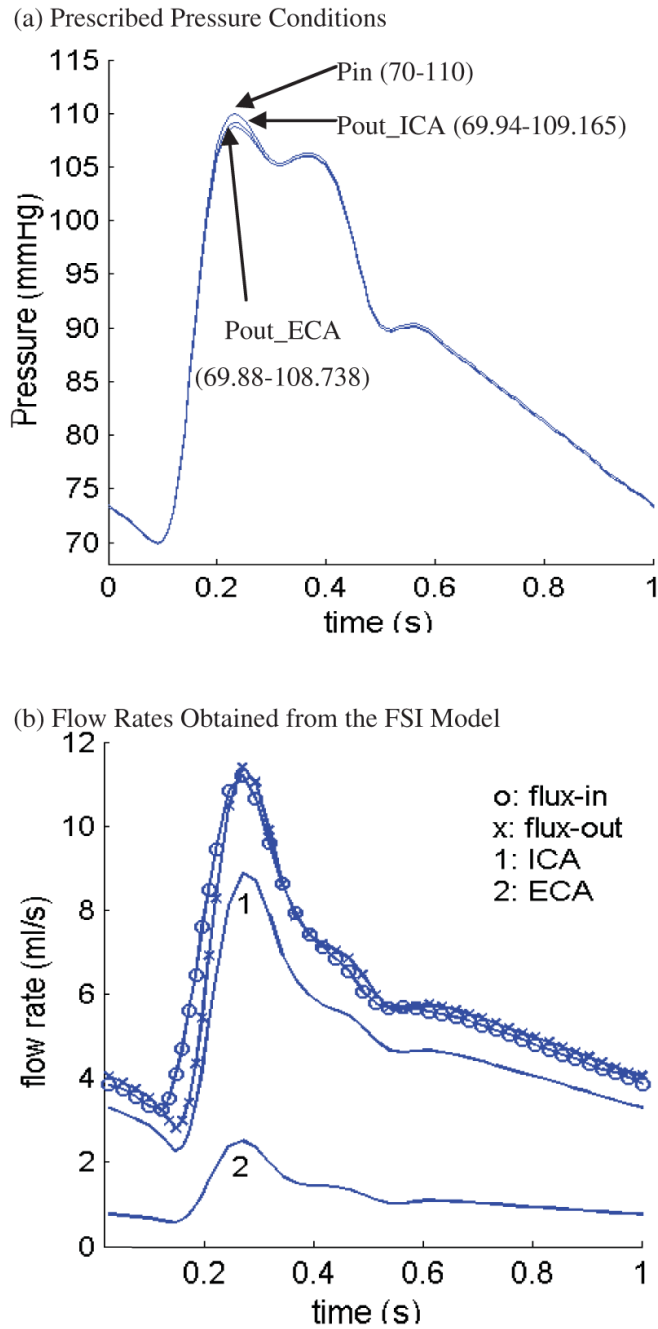 (a) Prescribed Pressure Conditions
Pin (70-110)
Pout_ICA (69.94-109.165)
Pout_ECA
(69.88-108.738)
Pressure (mmHg)
115
110
105
100
95
90
85
80
75
70
0
0.2
0.4
0.6
0.8
1
time (s)
(b) Flow Rates Obtained from the FSI Model
flow rate (ml/s)
12
10
8
6
4
2
0
o: flux-in
x: flux-out
1: ICA
2: ECA
1
2
0.2
0.4
0.6
0.8
1
time (s)